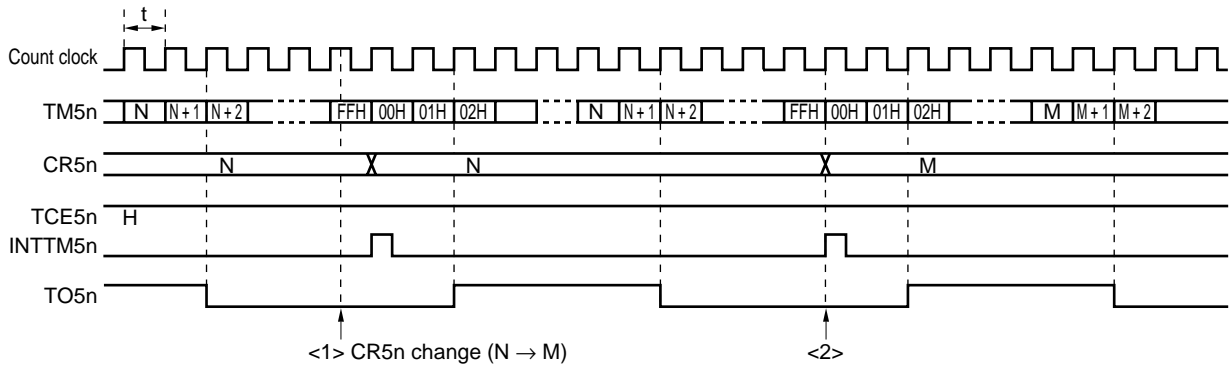 t
Count clock
TM5n N N + 1 N + 2 FFH 00H 01H 02H N N + 1 N + 2 FFH 00H 01H 02H M M + 1 M + 2
CR5n N N M
TCE5n H
INTTM5n
TO5n
<1> CR5n change (N → M) <2>